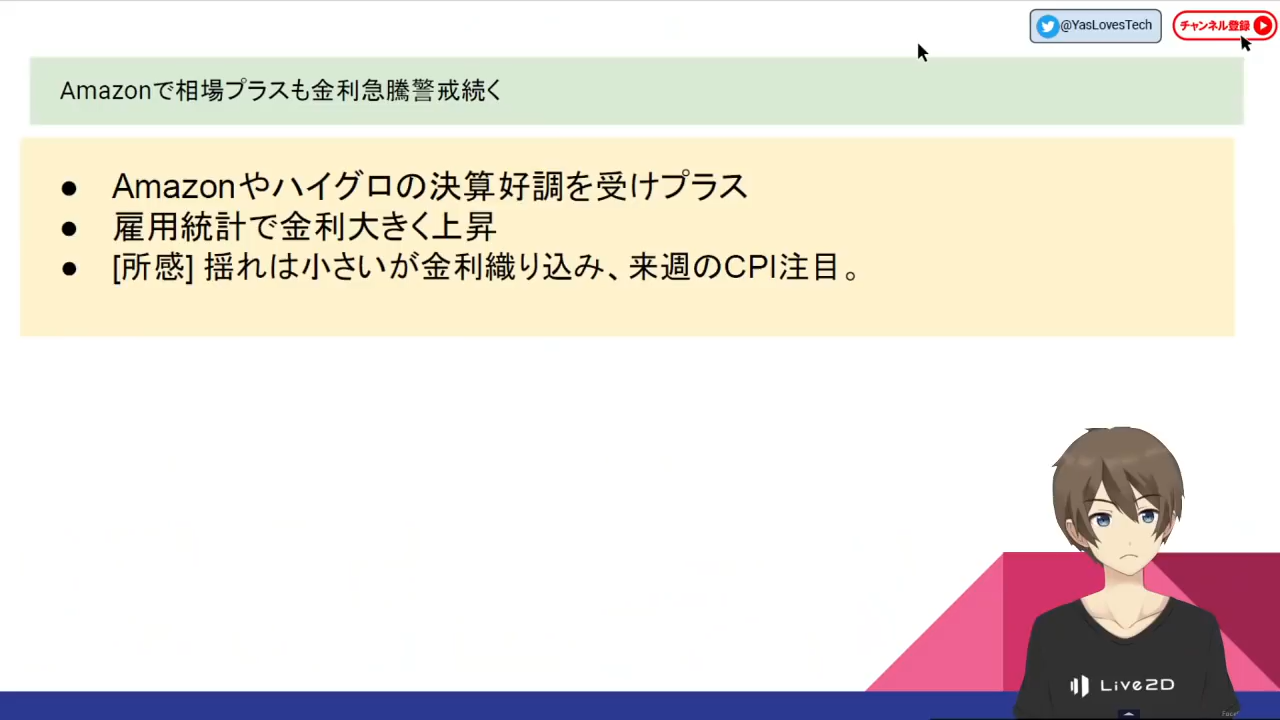 @YasLovesTech
チャンネル登録
Amazonで相場プラスも金利急騰警戒続く
● Amazonやハイグロの決算好調を受けプラス
● 雇用統計で金利大きく上昇
● [所感] 揺れは小さいが金利織り込み、来週のCPI注目。
Live2D